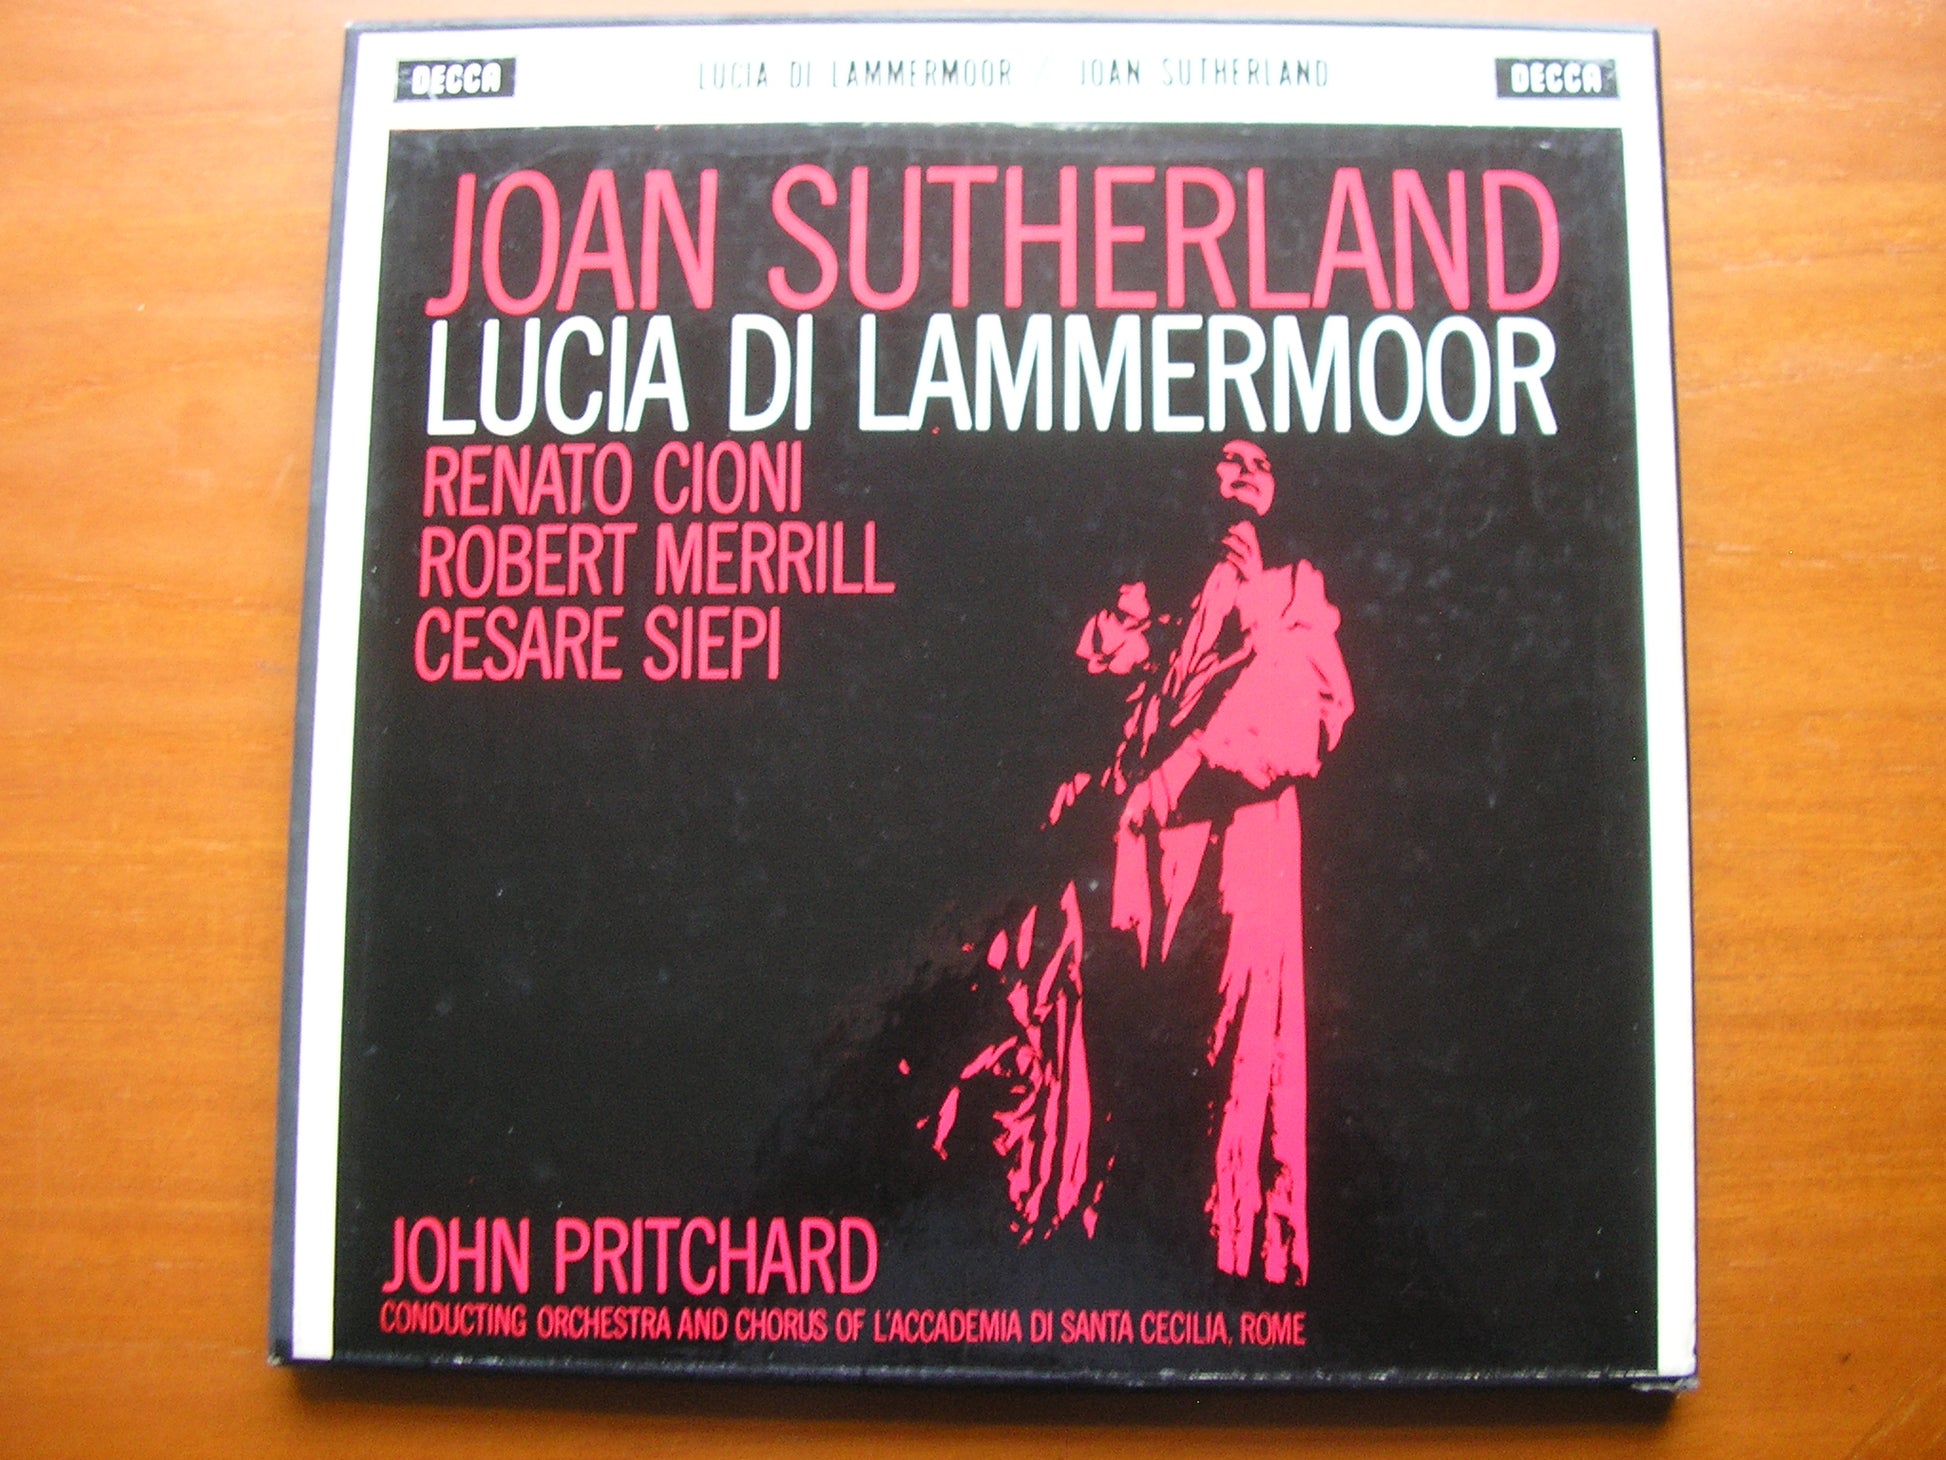 DECCA LUCIA DI LAMMERMOOR / JOAN SUTHERLAND DECCA
JOAN SUTHERLAND
LUCIA DI LAMMERMOOR
RENATO CIONI
ROBERT MERRILL
CESARE SIEPI
JOHN PRITCHARD
CONDUCTING ORCHESTRA AND CHORUS OF L'ACCADEMIA DI SANTA CECILIA, ROME